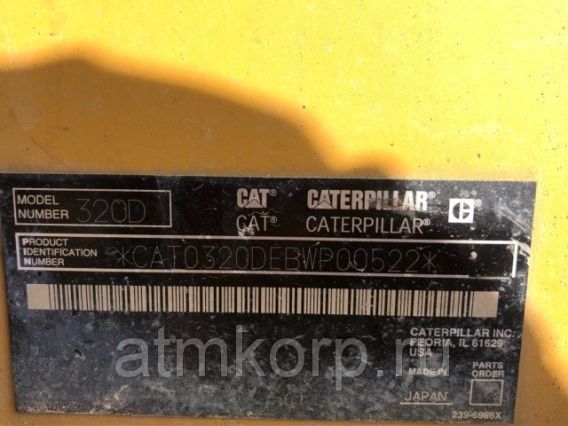 MODEL NUMBER 320D
CAT® CATERPILLAR®
CAT® CATERPILLAR®
PRODUCT IDENTIFICATION NUMBER *CAT0320DEBWP00522*
CATERPILLAR INC.
PEORIA, IL 61629
USA
MADE IN PARTS ORDER
JAPAN
239-6986X
atmkorp.ru